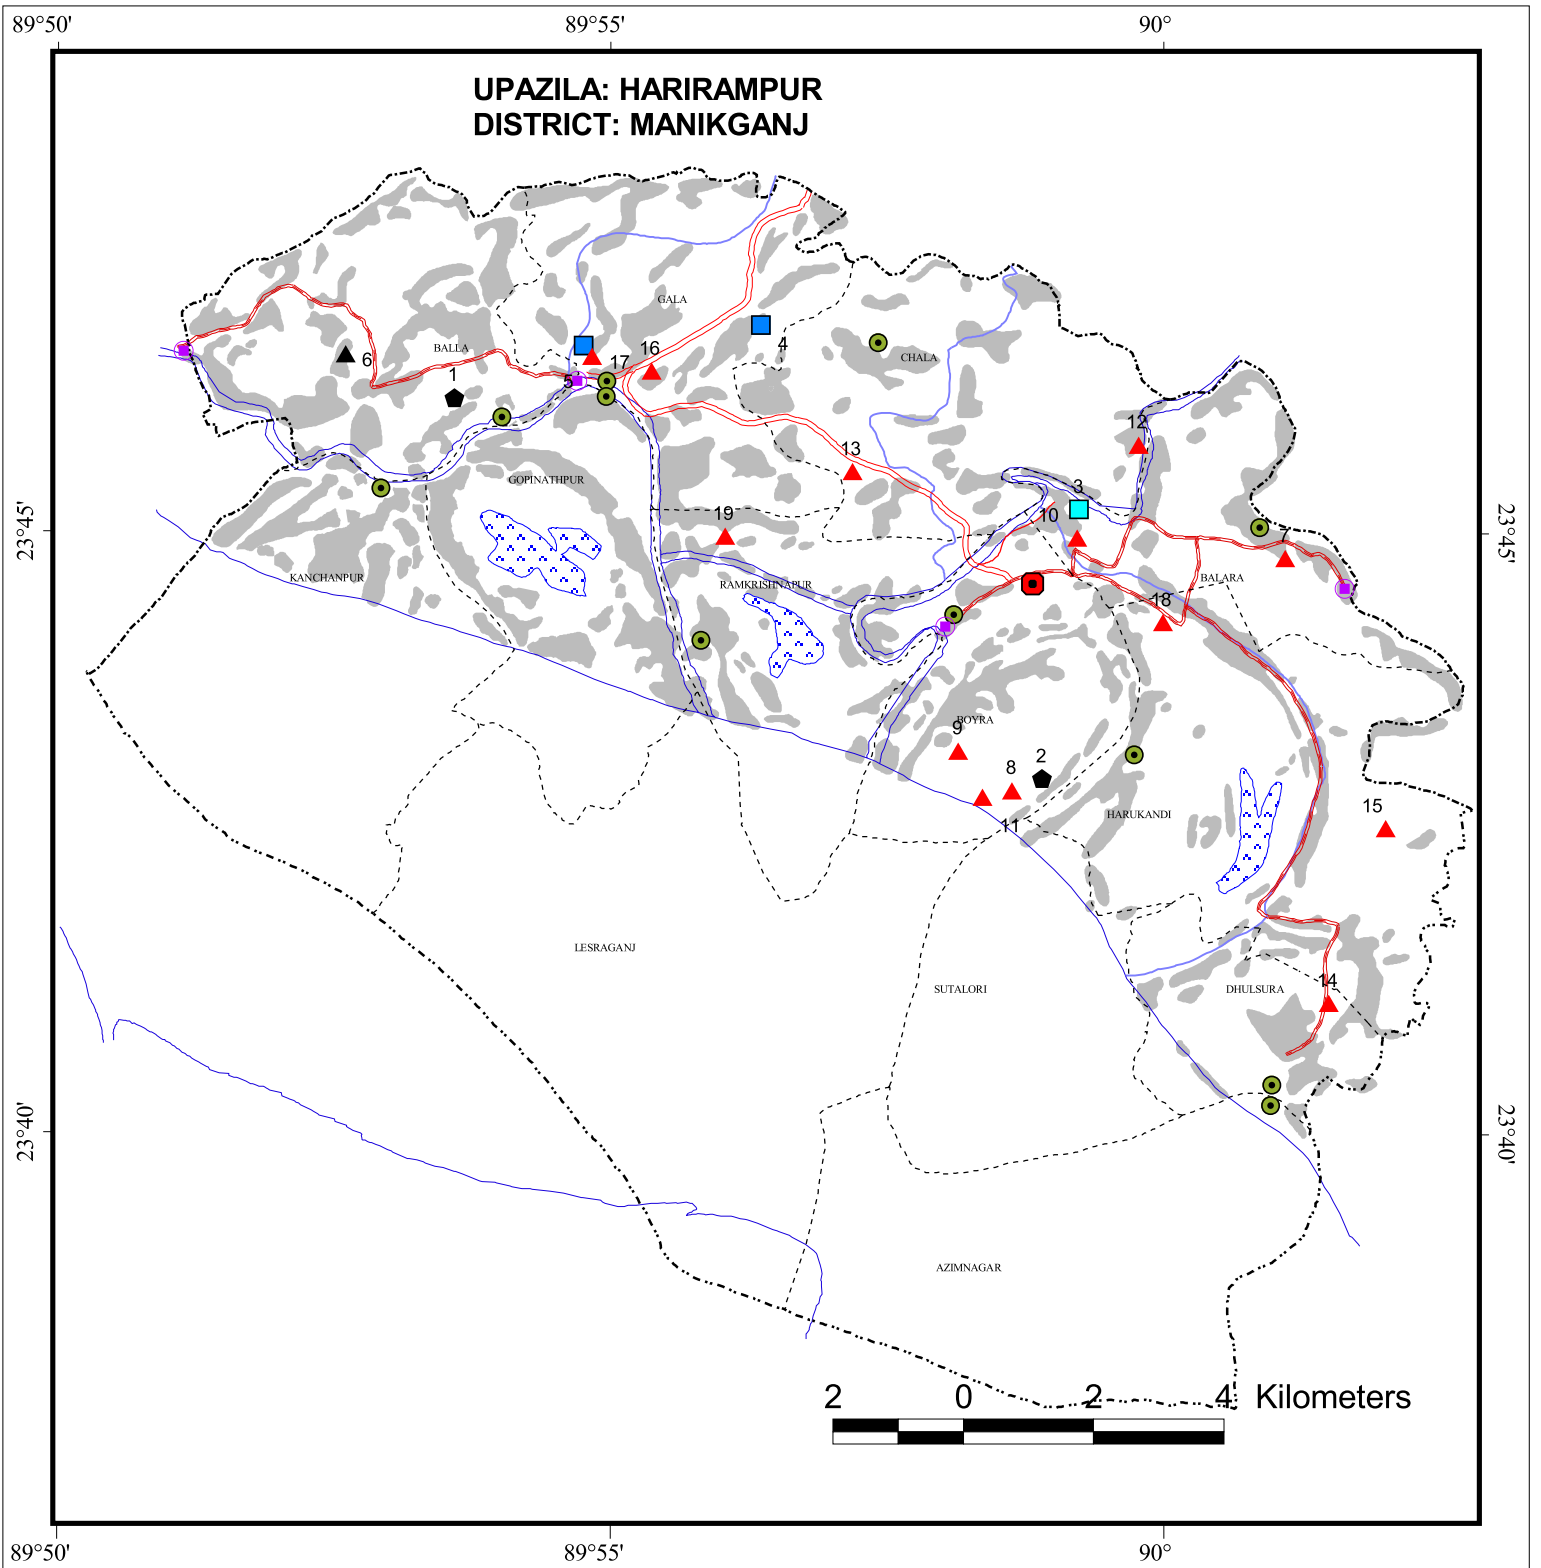 89°50'
89°55'
90°
UPAZILA: HARIRAMPUR
DISTRICT: MANIKGANJ
GALA
4
6
BALLA
1
5
17
16
CHALA
12
13
3
GOPINATHPUR
10
19
23°45'
23°45'
7
KANCHANPUR
RAMKRISHNAPUR
BALARA
18
BOYRA
9
8
2
11
HARUKANDI
15
LESRAGANJ
SUTALORI
DHULSURA
14
23°40'
23°40'
AZIMNAGAR
2 0 2 4 Kilometers
89°50'
89°55'
90°